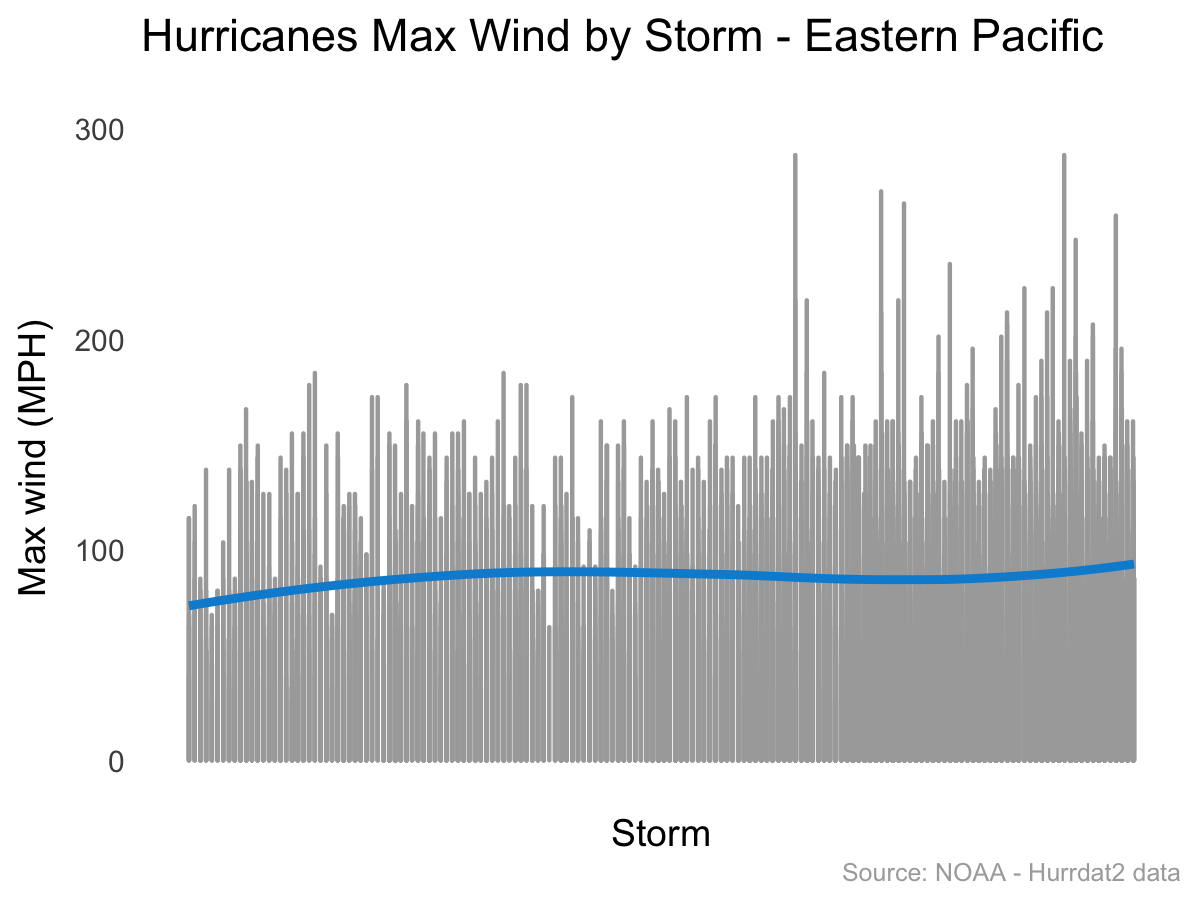 Hurricanes Max Wind by Storm - Eastern Pacific
300
200
100
0
Max wind (MPH)
Storm
Source: NOAA - Hurrdat2 data